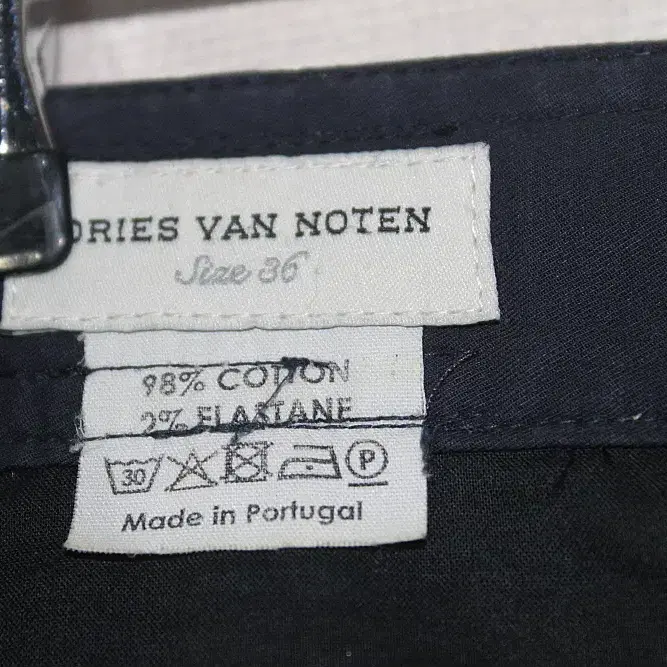 DRIES VAN NOTEN
Size 36
98% COTTON
2% ELASTANE
30 P
Made in Portugal